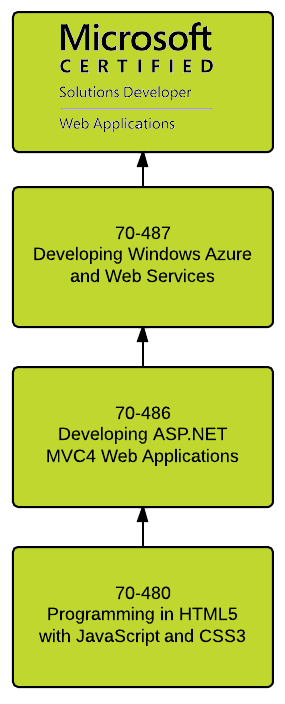 Microsoft
CERTIFIED
Solutions Developer
Web Applications
70-487
Developing Windows Azure
and Web Services
70-486
Developing ASP.NET
MVC4 Web Applications
70-480
Programming in HTML5
with JavaScript and CSS3